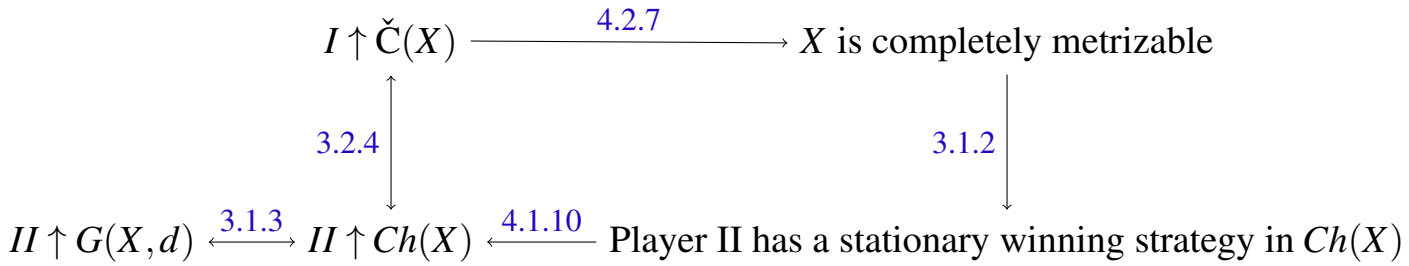 4.2.7
I ↑ Č(X) ⟶ X is completely metrizable
3.2.4 3.1.2
3.1.3 4.1.10
II ↑ G(X, d) ⟷ II ↑ Ch(X) ⟵ Player II has a stationary winning strategy in Ch(X)